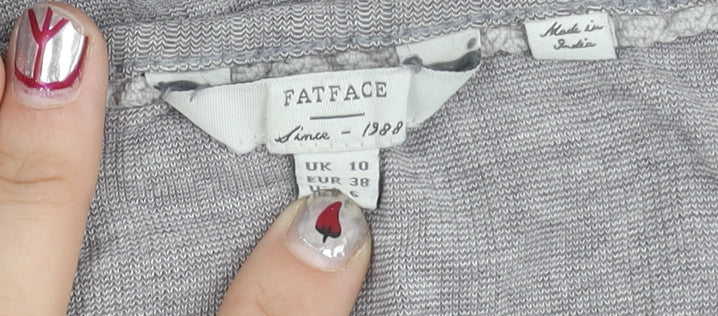 FATFACE
Since - 1988
Made in
India
UK 10
EUR 38